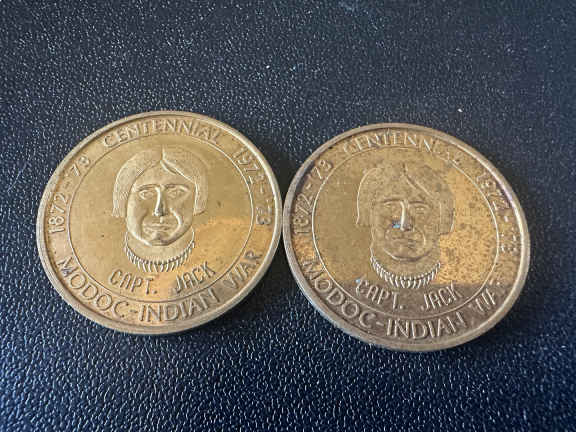 1872-'73 CENTENNIAL 1972-'73
CAPT. JACK
MODOC-INDIAN WAR
1872-'73 CENTENNIAL 1972-'73
CAPT. JACK
MODOC-INDIAN WAR